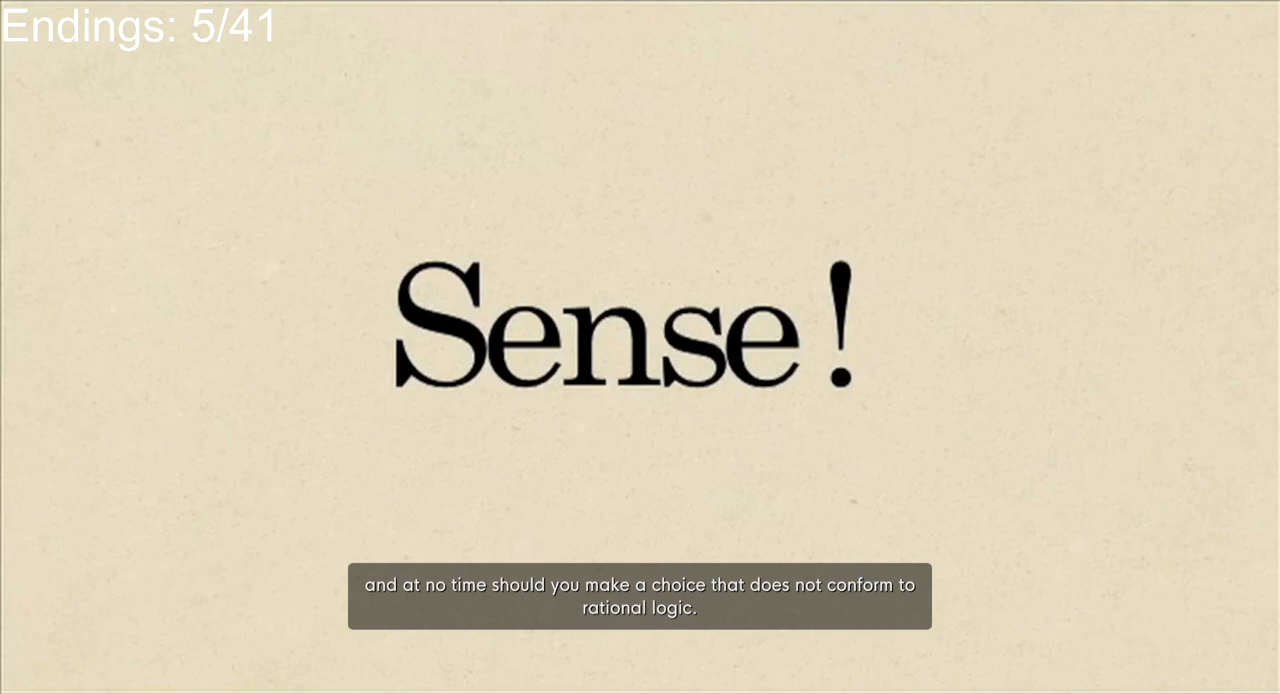 Endings: 5/41
Sense!
and at no time should you make a choice that does not conform to
rational logic.